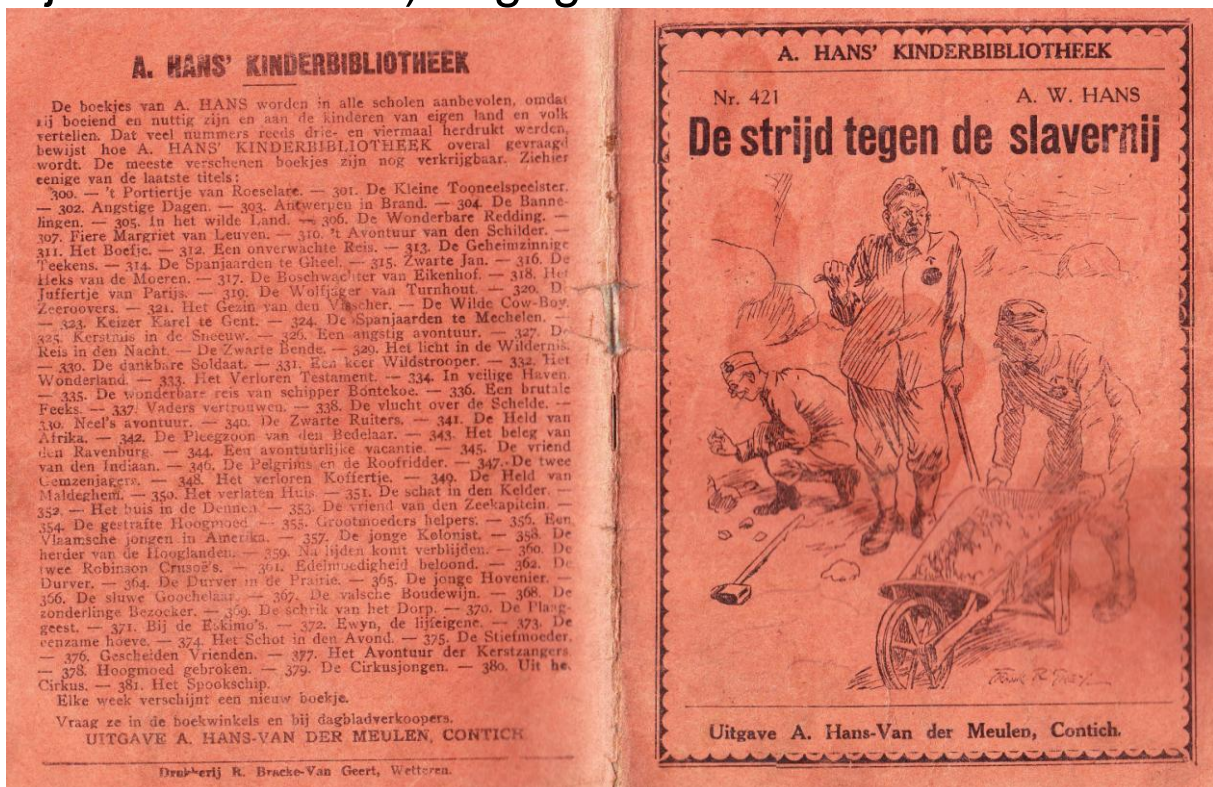 A. HANS' KINDERBIBLIOTHEEK
De boekjes van A. HANS worden in alle scholen aanbevolen, omdat
zij boeiend en nuttig zijn en aan de kinderen van eigen land en volk
vertellen. Dat veel nummers reeds drie- en viermaal herdrukt werden,
bewijst hoe A. HANS' KINDERBIBLIOTHEEK overal gevraagd
wordt. De meeste verschenen boekjes zijn nog verkrijgbaar. Ziehier
eenige van de laatste titels:
300. — 't Portiertje van Roeselare. — 301. De Kleine Tooneelspeelster.
— 302. Angstige Dagen. — 303. Antwerpen in Brand. — 304. De Banne-
lingen. — 305. In het wilde Land. — 306. De Wonderbare Redding. —
307. Fiere Margriet van Leuven. — 310. 't Avontuur van den Schilder. —
311. Het Boefje. — 312. Een onverwachte Reis. — 313. De Geheimzinnige
Teekens. — 314. De Spanjaarden te Gheel. — 315. Zwarte Jan. — 316. De
Heks van de Moeren. — 317. De Boschwachter van Eikenhof. — 318. Het
Juffertje van Parijs. — 319. De Wolfjager van Turnhout. — 320. D
Zeeroovers. — 321. Het Gezin van den Visscher. — De Wilde Cow-Boy.
— 323. Keizer Karel te Gent. — 324. De Spanjaarden te Mechelen. —
325. Kerstmis in de Sneeuw. — 326. Een angstig avontuur. — 327. De
Reis in den Nacht. — De Zwarte Bende. — 329. Het licht in de Wildernis.
— 330. De dankbare Soldaat. — 331. Een keer Wildstrooper. — 332. Het
Wonderland. — 333. Het Verloren Testament. — 334. In veilige Haven.
— 335. De wonderbare reis van schipper Bontekoe. — 336. Een brutale
Feeks. — 337. Vaders vertrouwen. — 338. De vlucht over de Schelde. —
330. Neel's avontuur. — 340. De Zwarte Ruiters. — 341. De Held van
Afrika. — 342. De Pleegzoon van den Bedelaar. — 343. Het beleg van
den Ravenburg. — 344. Een avontuurlijke vacantie. — 345. De vriend
van den Indiaan. — 346. De Pelgrims en de Roofridder. — 347. De twee
Gemzenjagers. — 348. Het verloren Koffertje. — 349. De Held van
Maldeghem. — 350. Het verlaten Huis. — 351. De schat in den Kelder. —
352. — Het huis in de Dennen. — 353. De vriend van den Zeekapitein. —
354. De gestrafte Hoogmoed. — 355. Grootmoeders helpers. — 356. Een
Vlaamsche jongen in Amerika. — 357. De jonge Kolonist. — 358. De
herder van de Hooglanden. — 359. Na lijden komt verblijden. — 360. De
twee Robinson Crusoë's. — 361. Edelmoedigheid beloond. — 362. De
Durver. — 364. De Durver in de Prairie. — 365. De jonge Hovenier. —
366. De sluwe Goochelaar. — 367. De valsche Boudewijn. — 368. De
zonderlinge Bezoeker. — 369. De schrik van het Dorp. — 370. De Plaag-
geest. — 371. Bij de Eskimo's. — 372. Ewyn, de lijfeigene. — 373. De
eenzame hoeve. — 374. Het Schot in den Avond. — 375. De Stiefmoeder.
— 376. Gescheiden Vrienden. — 377. Het Avontuur der Kerstzangers
— 378. Hoogmoed gebroken. — 379. De Cirkusjongen. — 380. Uit he.
Cirkus. — 381. Het Spookschip.
Elke week verschijnt een nieuw boekje.
Vraag ze in de boekwinkels en bij dagbladverkoopers.
UITGAVE A. HANS-VAN DER MEULEN, CONTICH
Drukkerij R. Bracke-Van Geert, Wetteren.
A. HANS' KINDERBIBLIOTHEEK
Nr. 421 A. W. HANS
De strijd tegen de slavernij
Uitgave A. Hans-Van der Meulen, Contich.